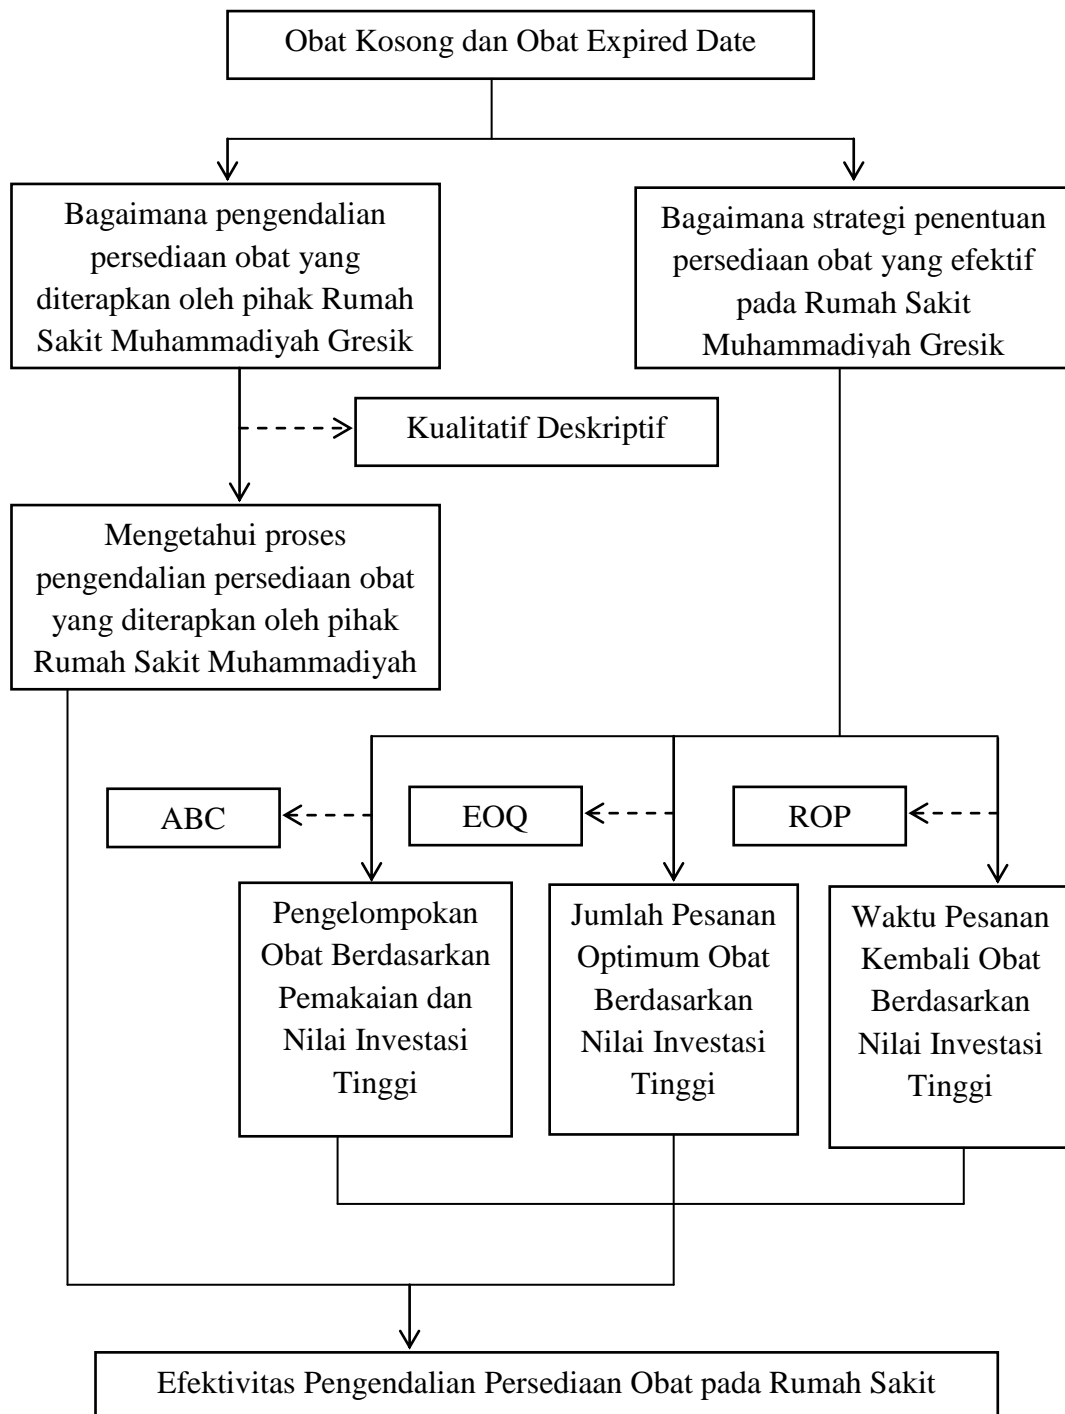 Obat Kosong dan Obat Expired Date
Bagaimana pengendalian
persediaan obat yang
diterapkan oleh pihak Rumah
Sakit Muhammadiyah Gresik
Bagaimana strategi penentuan
persediaan obat yang efektif
pada Rumah Sakit
Muhammadiyah Gresik
Kualitatif Deskriptif
Mengetahui proses
pengendalian persediaan obat
yang diterapkan oleh pihak
Rumah Sakit Muhammadiyah
ABC
EOQ
ROP
Pengelompokan
Obat Berdasarkan
Pemakaian dan
Nilai Investasi
Tinggi
Jumlah Pesanan
Optimum Obat
Berdasarkan
Nilai Investasi
Tinggi
Waktu Pesanan
Kembali Obat
Berdasarkan
Nilai Investasi
Tinggi
Efektivitas Pengendalian Persediaan Obat pada Rumah Sakit